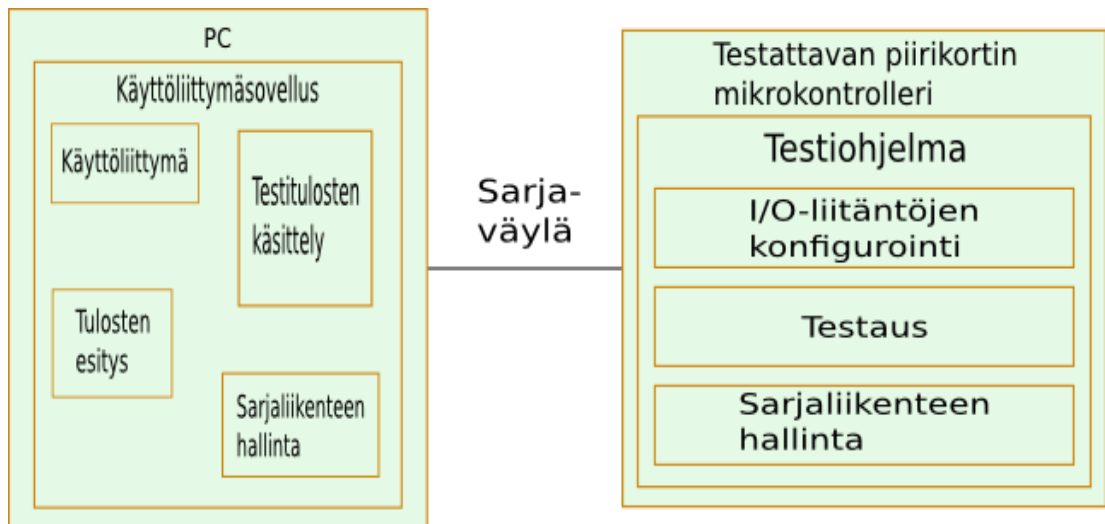 PC
Käyttöliittymäsovellus
Käyttöliittymä
Testitulosten
käsittely
Tulosten
esitys
Sarjaliikenteen
hallinta
Sarja-
väylä
Testattavan piirikortin
mikrokontrolleri
Testiohjelma
I/O-liitäntöjen
konfigurointi
Testaus
Sarjaliikenteen
hallinta